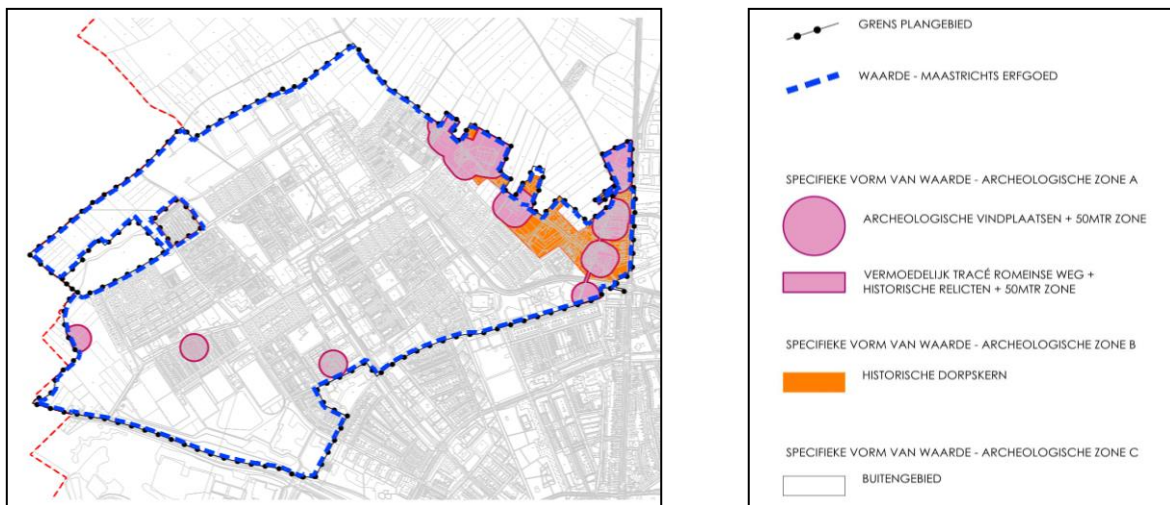 GRENS PLANGEBIED
WAARDE - MAASTRICHTS ERFGOED
SPECIFIEKE VORM VAN WAARDE - ARCHEOLOGISCHE ZONE A
ARCHEOLOGISCHE VINDPLAATSEN + 50MTR ZONE
VERMOEDELIJK TRACÉ ROMEINSE WEG +
HISTORISCHE RELICTEN + 50MTR ZONE
SPECIFIEKE VORM VAN WAARDE - ARCHEOLOGISCHE ZONE B
HISTORISCHE DORPSKERN
SPECIFIEKE VORM VAN WAARDE - ARCHEOLOGISCHE ZONE C
BUITENGEBIED